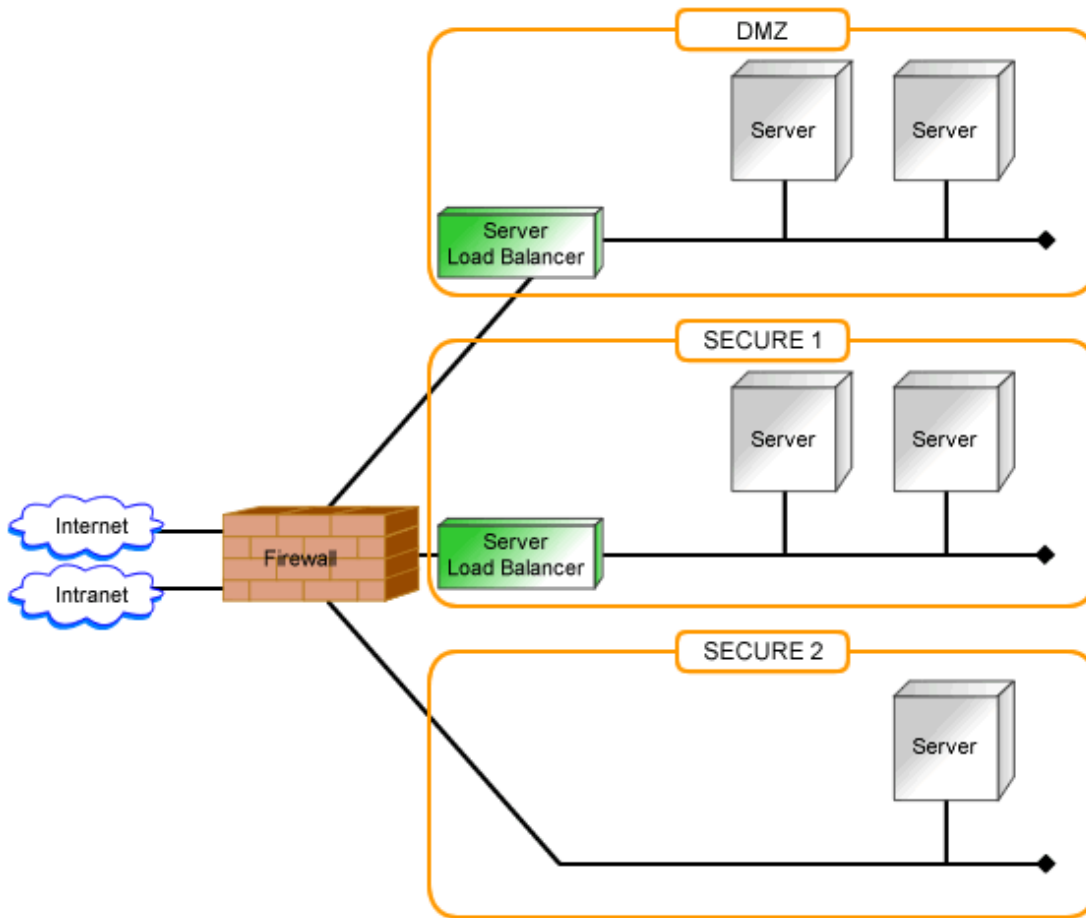 DMZ
Server
Server
Server
Load Balancer
SECURE 1
Server
Server
Internet
Intranet
Firewall
Server
Load Balancer
SECURE 2
Server